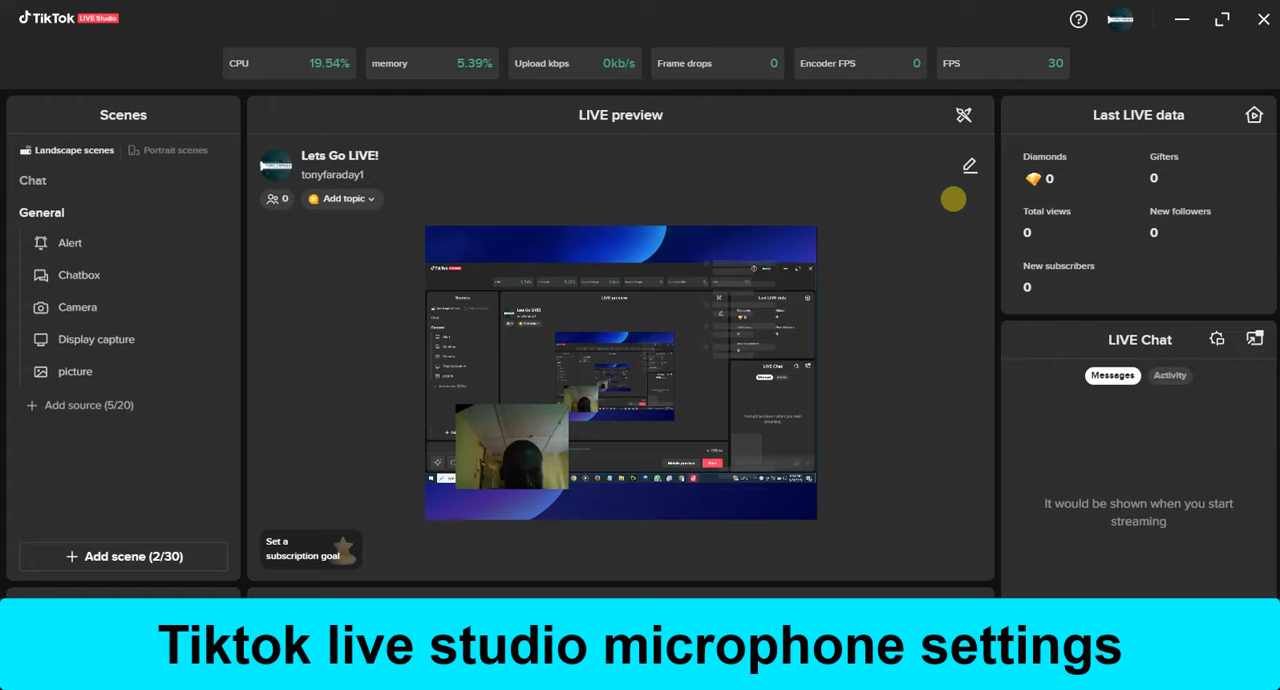 TikTok LIVE Studio
CPU 19.54% memory 5.39% Upload kbps 0kb/s Frame drops 0 Encoder FPS 0 FPS 30
Scenes
Landscape scenes Portrait scenes
Chat
General
Alert
Chatbox
Camera
Display capture
picture
Add source (5/20)
Add scene (2/30)
LIVE preview
Lets Go LIVE!
tonyfaraday1
0 Add topic
Set a
subscription goal
Last LIVE data
Diamonds Gifters
0 0
Total views New followers
0 0
New subscribers
0
LIVE Chat
Messages Activity
It would be shown when you start
streaming
Tiktok live studio microphone settings